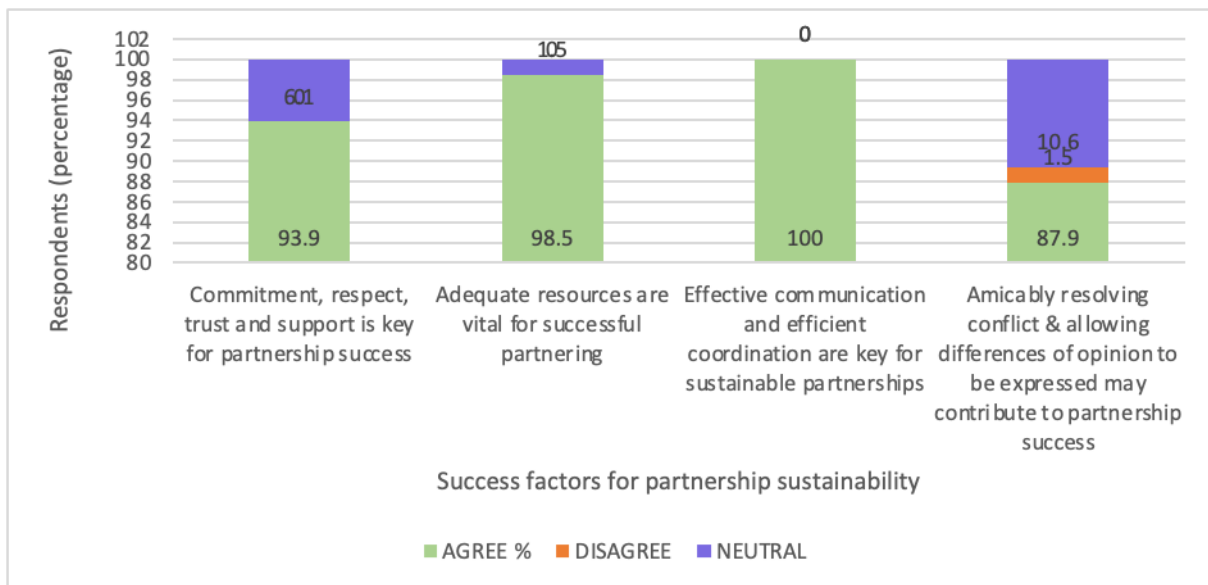 102
100
98
96
94
92
90
88
86
84
82
80
Respondents (percentage)
601
93.9
105
98.5
0
100
10.6
1.5
87.9
Commitment, respect,
trust and support is key
for partnership success
Adequate resources are
vital for successful
partnering
Effective communication
and efficient
coordination are key for
sustainable partnerships
Amicably resolving
conflict & allowing
differences of opinion to
be expressed may
contribute to partnership
success
Success factors for partnership sustainability
AGREE % DISAGREE NEUTRAL